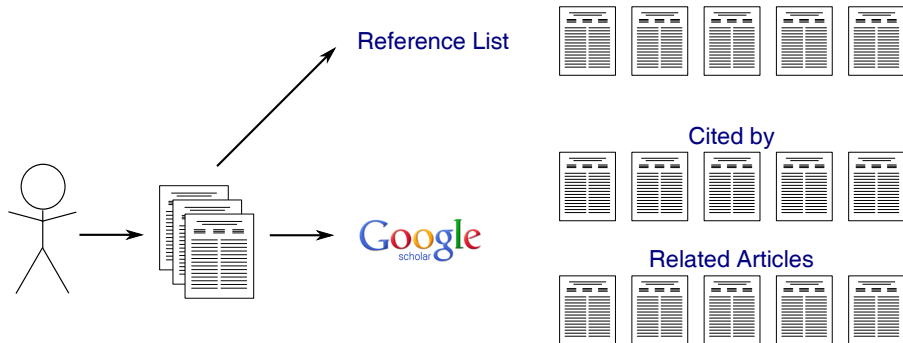 Reference List
Cited by
Google
scholar
Related Articles